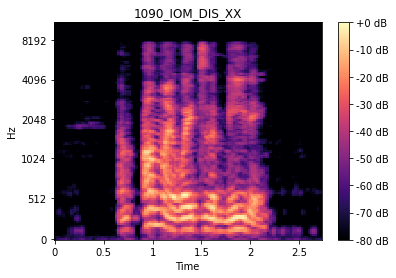 1090_IOM_DIS_XX
+0 dB
8192
-10 dB
4096
-20 dB
-30 dB
2048
Hz
-40 dB
1024
-50 dB
512
-60 dB
-70 dB
0
-80 dB
0 0.5 1 1.5 2 2.5
Time